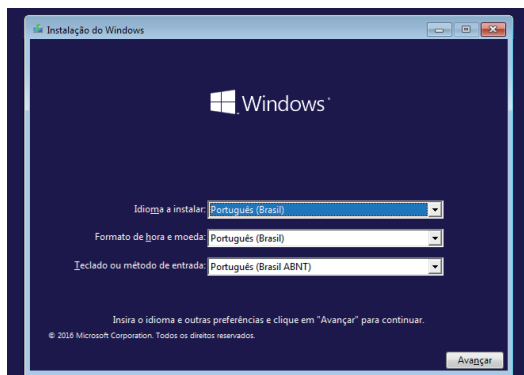 Instalação do Windows
Windows
Idioma a instalar: Português (Brasil)
Formato de hora e moeda: Português (Brasil)
Teclado ou método de entrada: Português (Brasil ABNT)
Insira o idioma e outras preferências e clique em "Avançar" para continuar.
© 2016 Microsoft Corporation. Todos os direitos reservados.
Avançar